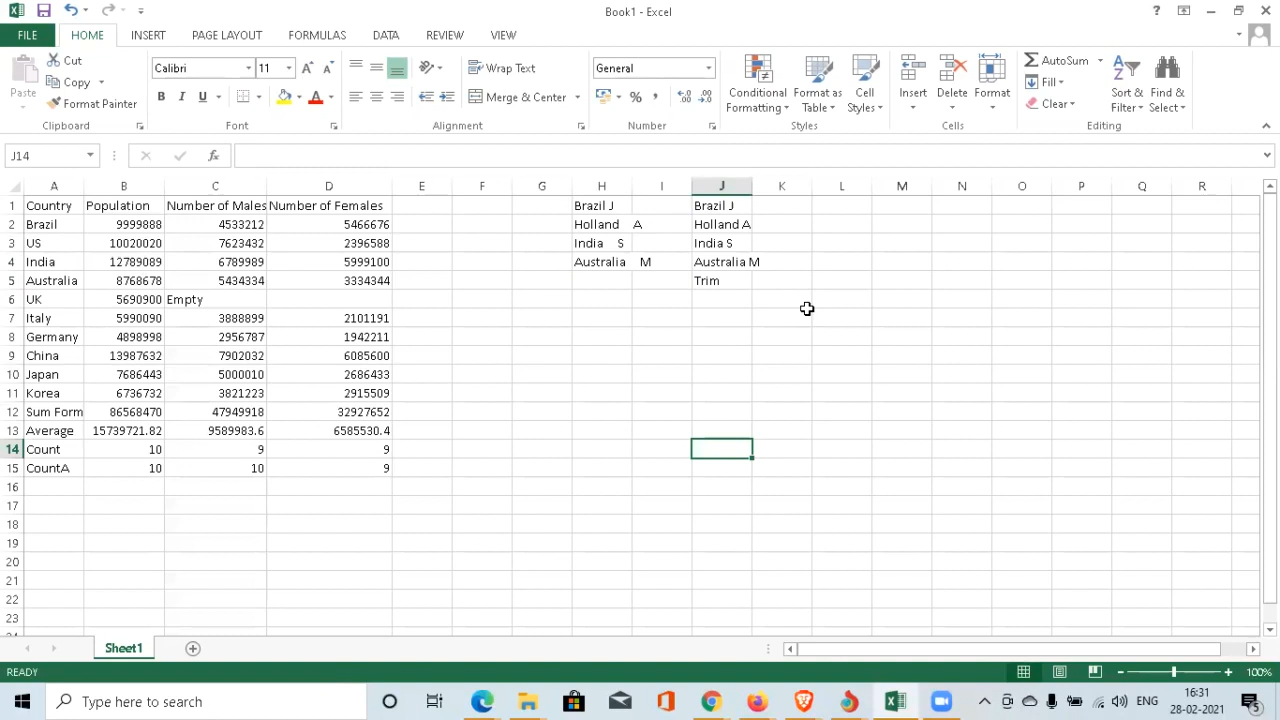 Book1 - Excel
FILE HOME INSERT PAGE LAYOUT FORMULAS DATA REVIEW VIEW
Cut
Copy
Format Painter
Paste
Clipboard
Calibri 11
B I U
Font
Wrap Text
Merge & Center
Alignment
General
%
Number
Conditional Formatting
Format as Table
Cell Styles
Styles
Insert Delete Format
Cells
AutoSum
Fill
Clear
Sort & Filter
Find & Select
Editing
J14 fx
A B C D E F G H I J K L M N O P Q R
1 Country Population Number of Males Number of Females Brazil J Brazil J
2 Brazil 9999888 4533212 5466676 Holland A Holland A
3 US 10020020 7623432 2396588 India S India S
4 India 12789089 6789989 5999100 Australia M Australia M
5 Australia 8768678 5434334 3334344 Trim
6 UK 5690900 Empty
7 Italy 5990090 3888899 2101191
8 Germany 4898998 2956787 1942211
9 China 13987632 7902032 6085600
10 Japan 7686443 5000010 2686433
11 Korea 6736732 3821223 2915509
12 Sum Form 86568470 47949918 32927652
13 Average 15739721.82 9589983.6 6585530.4
14 Count 10 9 9
15 CountA 10 10 9
16
17
18
19
20
21
22
23
Sheet1
READY 100%
Type here to search
ENG
16:31
28-02-2021
5